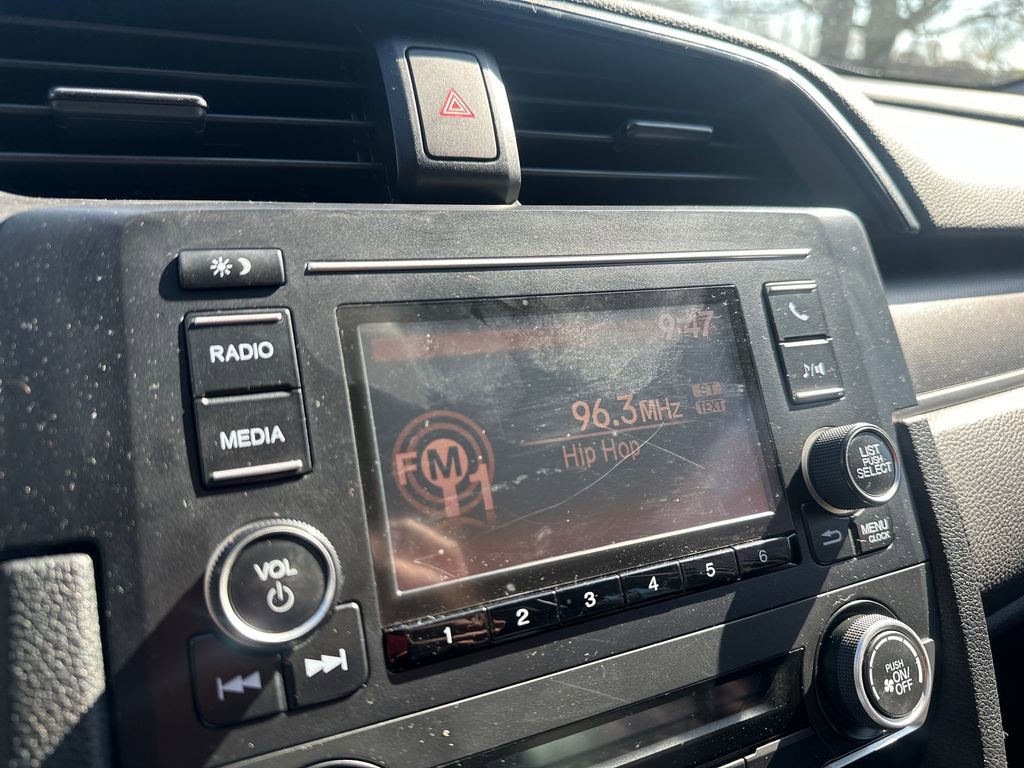 RADIO
MEDIA
VOL
9:47
96.3MHz
TEXT
Hip Hop
FM1
1
2
3
4
5
6
LIST
PUSH
SELECT
MENU
CLOCK
PUSH
ON/
OFF